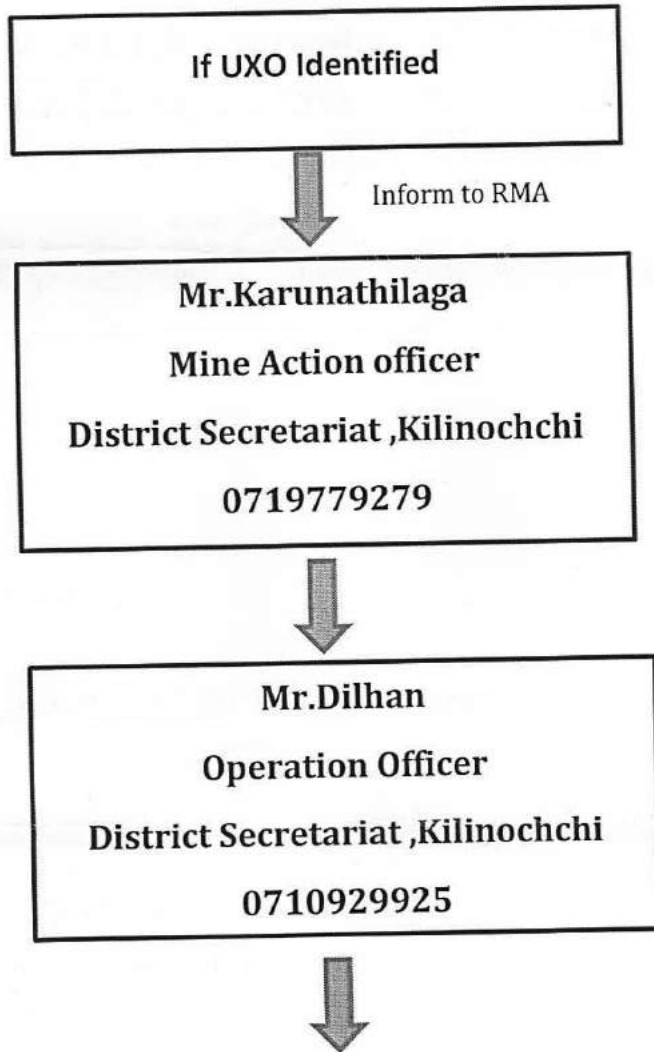 If UXO Identified
Inform to RMA
Mr.Karunathilaga
Mine Action officer
District Secretariat ,Kilinochchi
0719779279
Mr.Dilhan
Operation Officer
District Secretariat ,Kilinochchi
0710929925